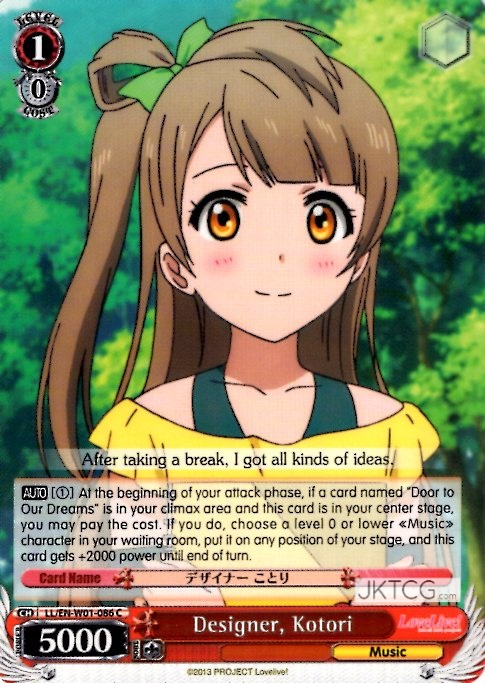 LEVEL
1
0
COST
After taking a break, I got all kinds of ideas.
AUTO [①] At the beginning of your attack phase, if a card named "Door to
Our Dreams" is in your climax area and this card is in your center stage,
you may pay the cost. If you do, choose a level 0 or lower «Music»
character in your waiting room, put it on any position of your stage, and this
card gets +2000 power until end of turn.
Card Name デザイナー ことり
JKTCG.com
CH LL/EN-W01-086 C
POWER 5000 SOUL
Designer, Kotori
LoveLive!
Music
©2013 PROJECT Lovelive!